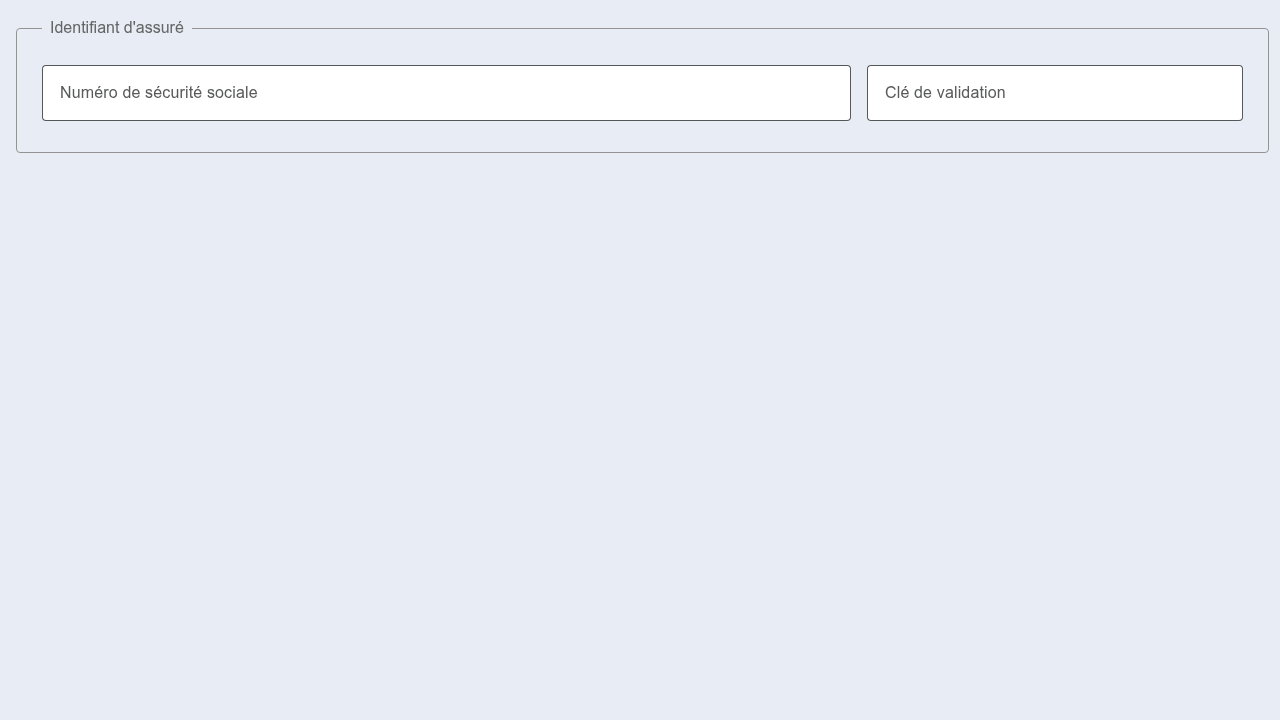 Identifiant d'assuré
Numéro de sécurité sociale
Clé de validation